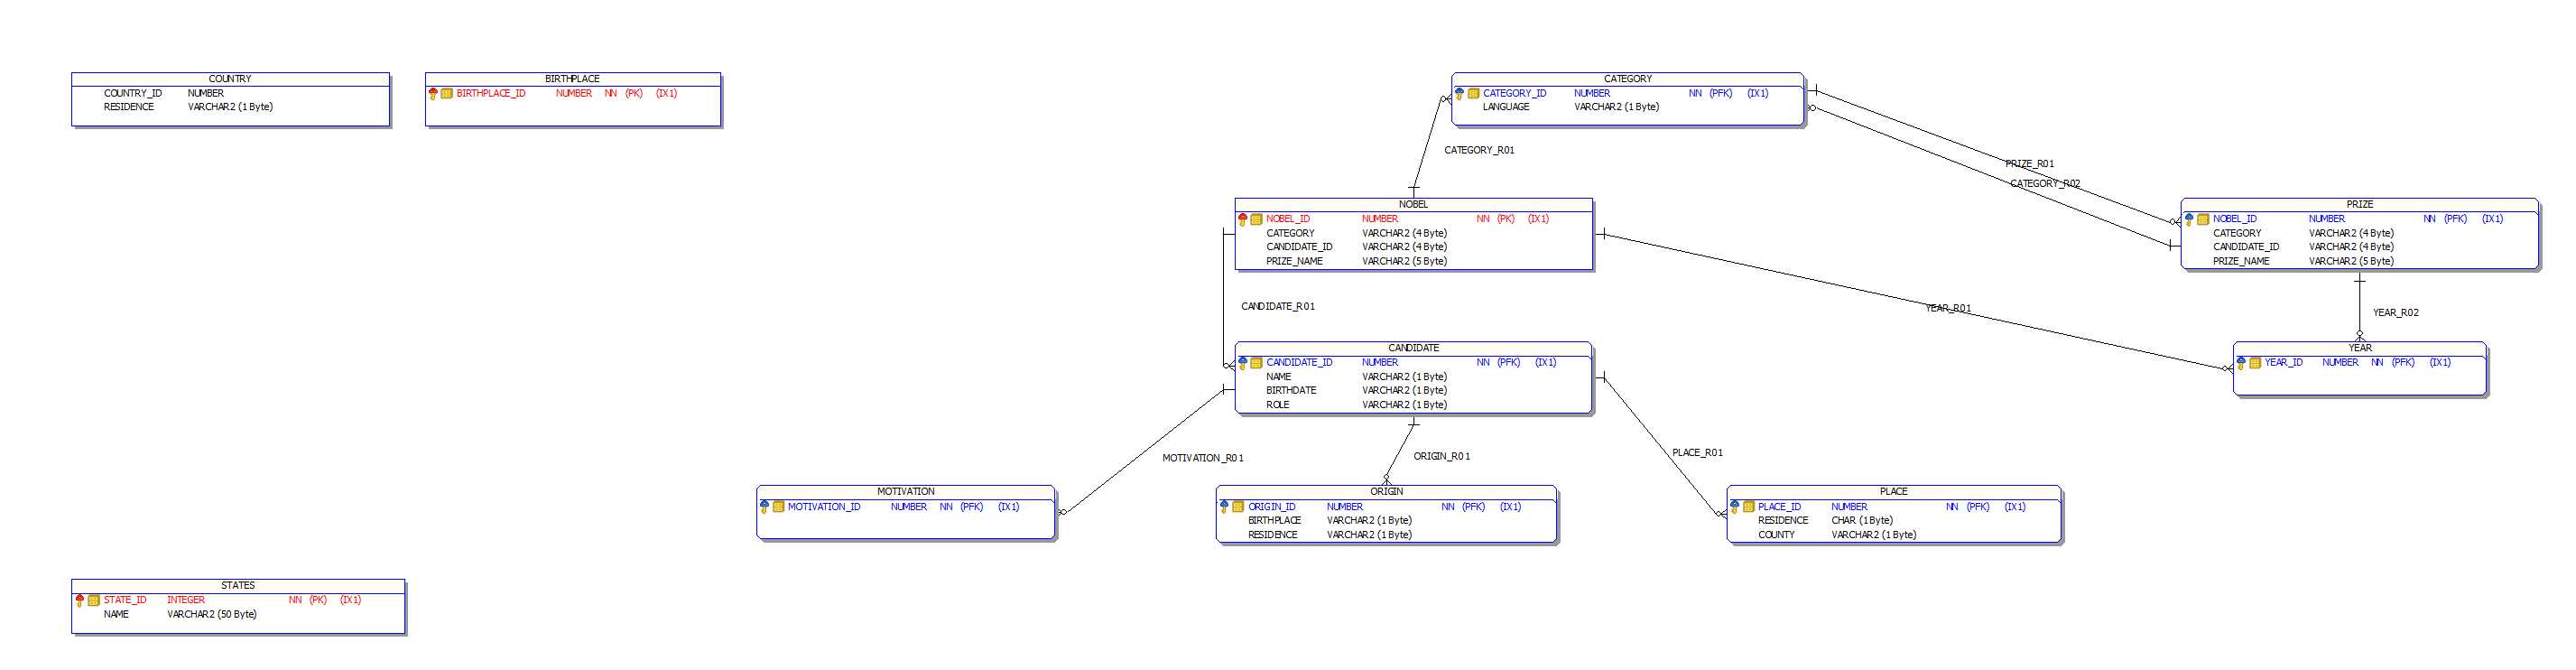 COUNTRY
COUNTRY_ID NUMBER
RESIDENCE VARCHAR2 (1 Byte)
BIRTHPLACE
BIRTHPLACE_ID NUMBER NN (PK) (IX1)
CATEGORY
CATEGORY_ID NUMBER NN (PFK) (IX1)
LANGUAGE VARCHAR2 (1 Byte)
CATEGORY_R01
PRIZE_R01
CATEGORY_R02
NOBEL
NOBEL_ID NUMBER NN (PK) (IX1)
CATEGORY VARCHAR2 (4 Byte)
CANDIDATE_ID VARCHAR2 (4 Byte)
PRIZE_NAME VARCHAR2 (5 Byte)
PRIZE
NOBEL_ID NUMBER NN (PFK) (IX1)
CATEGORY VARCHAR2 (4 Byte)
CANDIDATE_ID VARCHAR2 (4 Byte)
PRIZE_NAME VARCHAR2 (5 Byte)
CANDIDATE_R01
YEAR_R01
YEAR_R02
CANDIDATE
CANDIDATE_ID NUMBER NN (PFK) (IX1)
NAME VARCHAR2 (1 Byte)
BIRTHDATE VARCHAR2 (1 Byte)
ROLE VARCHAR2 (1 Byte)
YEAR
YEAR_ID NUMBER NN (PFK) (IX1)
MOTIVATION_R01
ORIGIN_R01
PLACE_R01
MOTIVATION
MOTIVATION_ID NUMBER NN (PFK) (IX1)
ORIGIN
ORIGIN_ID NUMBER NN (PFK) (IX1)
BIRTHPLACE VARCHAR2 (1 Byte)
RESIDENCE VARCHAR2 (1 Byte)
PLACE
PLACE_ID NUMBER NN (PFK) (IX1)
RESIDENCE CHAR (1 Byte)
COUNTY VARCHAR2 (1 Byte)
STATES
STATE_ID INTEGER NN (PK) (IX1)
NAME VARCHAR2 (50 Byte)